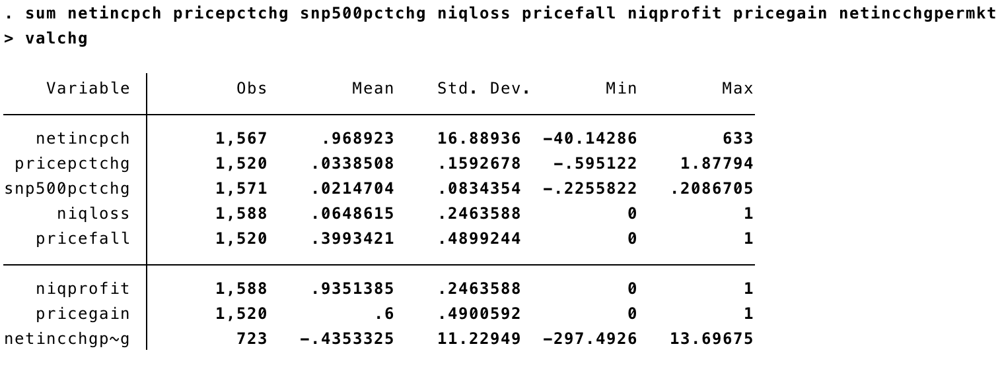 . sum netincpch pricepctchg snp500pctchg niqloss pricefall niqprofit pricegain netincchgpermkt
> valchg
Variable Obs Mean Std. Dev. Min Max
netincpch 1,567 .968923 16.88936 -40.14286 633
pricepctchg 1,520 .0338508 .1592678 -.595122 1.87794
snp500pctchg 1,571 .0214704 .0834354 -.2255822 .2086705
niqloss 1,588 .0648615 .2463588 0 1
pricefall 1,520 .3993421 .4899244 0 1
niqprofit 1,588 .9351385 .2463588 0 1
pricegain 1,520 .6 .4900592 0 1
netincchgp~g 723 -.4353325 11.22949 -297.4926 13.69675